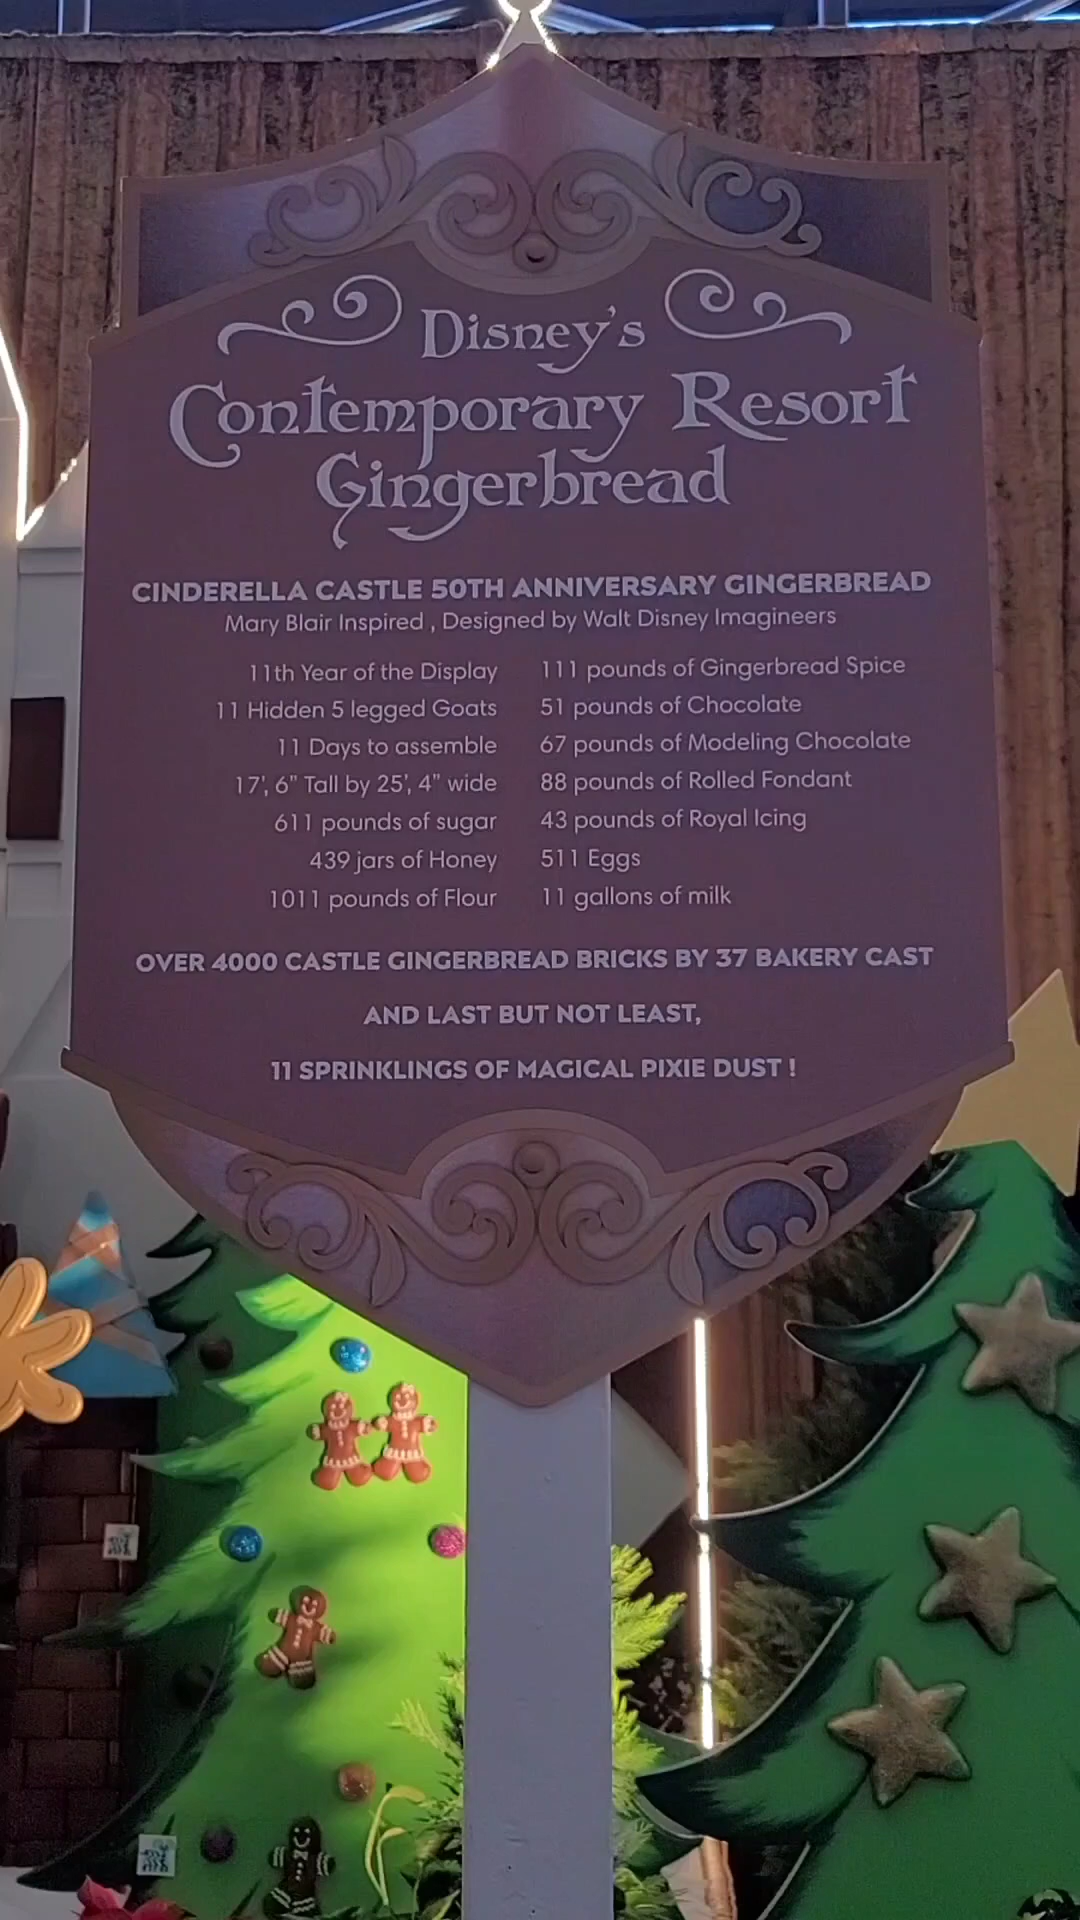 Disney's
Contemporary Resort
Gingerbread
CINDERELLA CASTLE 50TH ANNIVERSARY GINGERBREAD
Mary Blair Inspired , Designed by Walt Disney Imagineers
11th Year of the Display
11 Hidden 5 legged Goats
11 Days to assemble
17', 6" Tall by 25', 4" wide
611 pounds of sugar
439 jars of Honey
1011 pounds of Flour
111 pounds of Gingerbread Spice
51 pounds of Chocolate
67 pounds of Modeling Chocolate
88 pounds of Rolled Fondant
43 pounds of Royal Icing
511 Eggs
11 gallons of milk
OVER 4000 CASTLE GINGERBREAD BRICKS BY 37 BAKERY CAST
AND LAST BUT NOT LEAST,
11 SPRINKLINGS OF MAGICAL PIXIE DUST !